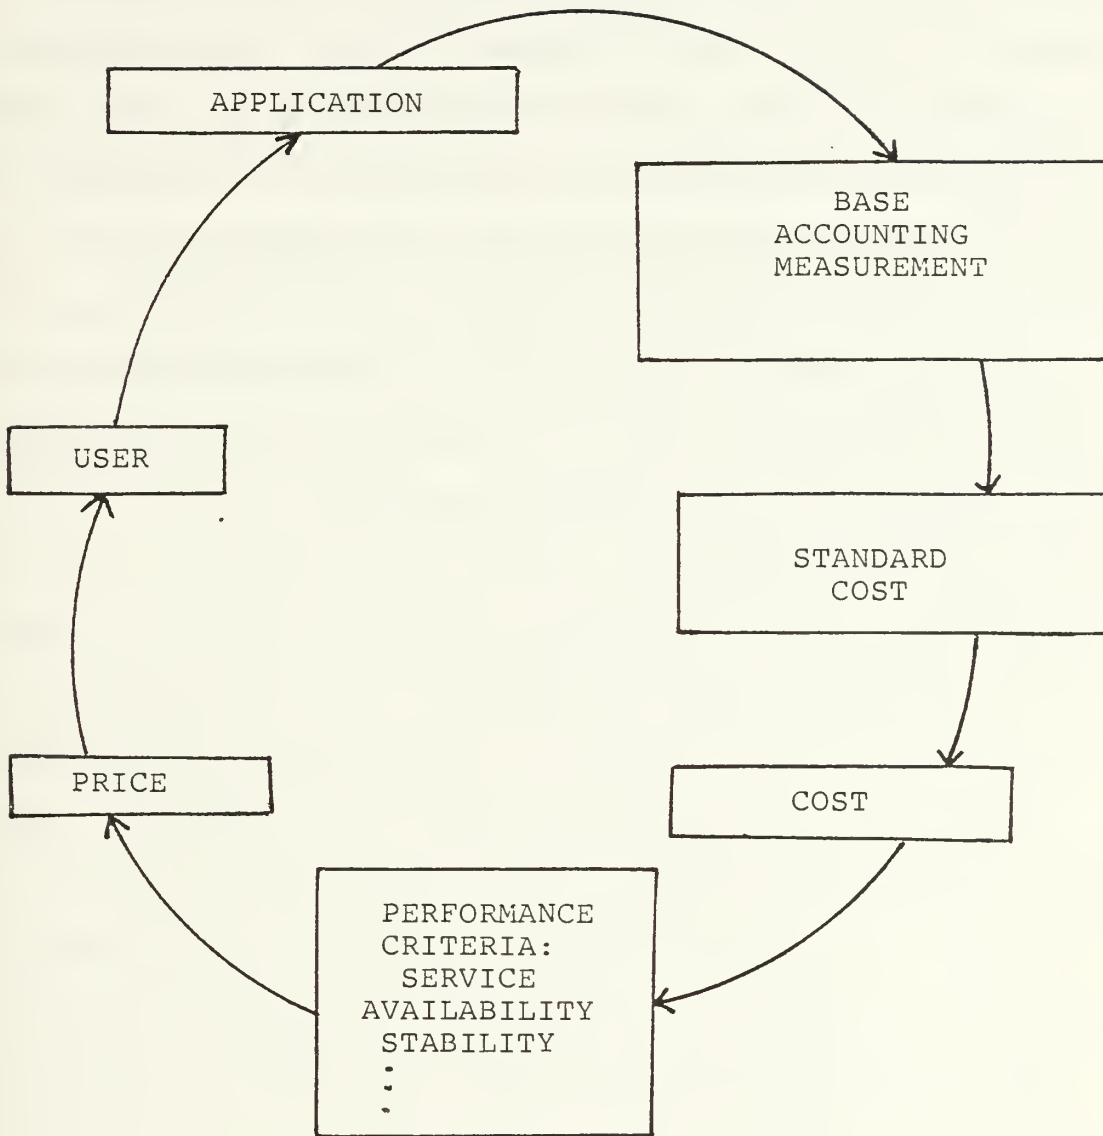 APPLICATION
BASE
ACCOUNTING
MEASUREMENT
STANDARD
COST
COST
PERFORMANCE
CRITERIA:
SERVICE
AVAILABILITY
STABILITY
PRICE
USER